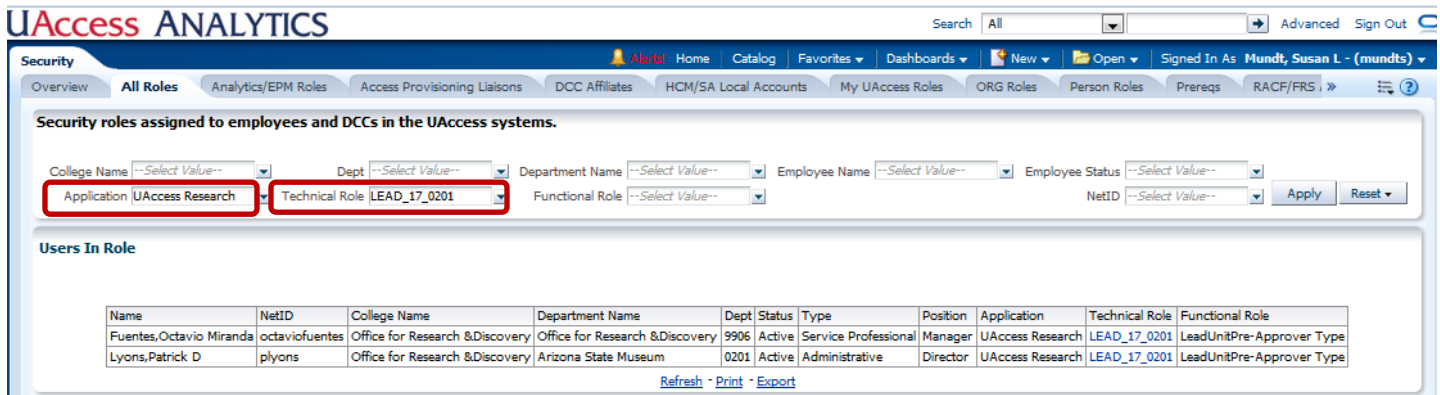 UAccess ANALYTICS
Search All Advanced Sign Out
Security Alerts! Home Catalog Favorites Dashboards New Open Signed In As Mundt, Susan L - (mundts)
Overview All Roles Analytics/EPM Roles Access Provisioning Liaisons DCC Affiliates HCM/SA Local Accounts My UAccess Roles ORG Roles Person Roles Prereqs RACF/FRS »
Security roles assigned to employees and DCCs in the UAccess systems.
College Name --Select Value-- Dept --Select Value-- Department Name --Select Value-- Employee Name --Select Value-- Employee Status --Select Value--
Application UAccess Research Technical Role LEAD_17_0201 Functional Role --Select Value-- NetID --Select Value-- Apply Reset
Users In Role
Name NetID College Name Department Name Dept Status Type Position Application Technical Role Functional Role
Fuentes,Octavio Miranda octaviofuentes Office for Research &Discovery Office for Research &Discovery 9906 Active Service Professional Manager UAccess Research LEAD_17_0201 LeadUnitPre-Approver Type
Lyons,Patrick D plyons Office for Research &Discovery Arizona State Museum 0201 Active Administrative Director UAccess Research LEAD_17_0201 LeadUnitPre-Approver Type
Refresh - Print - Export